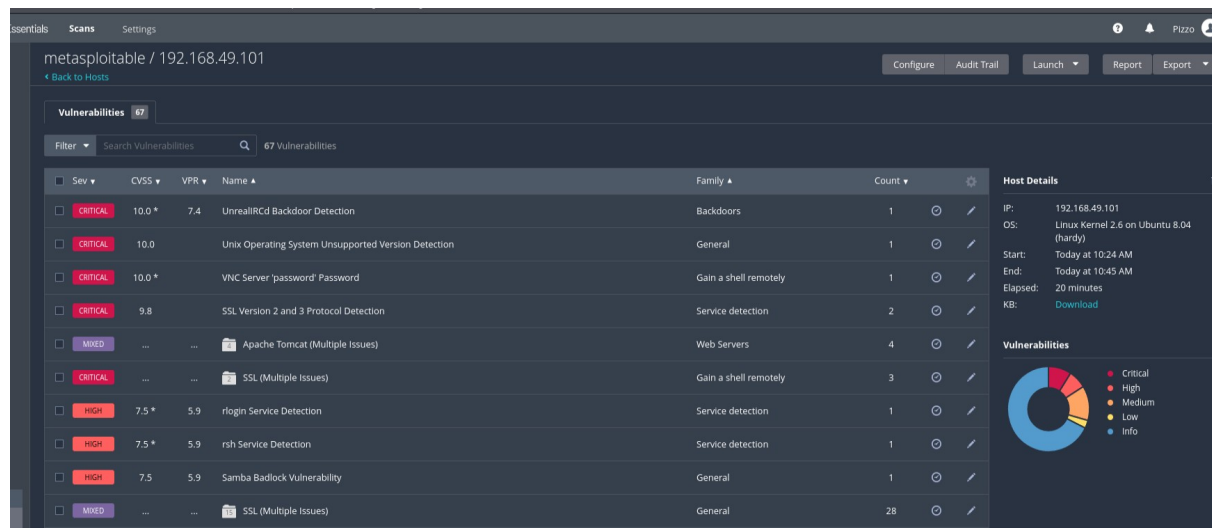 Scans Settings Pizzo
metasploitable / 192.168.49.101
Back to Hosts
Configure Audit Trail Launch Report Export
Vulnerabilities 67
Filter Search Vulnerabilities 67 Vulnerabilities
Sev CVSS VPR Name Family Count
CRITICAL 10.0 * 7.4 UnrealIRCd Backdoor Detection Backdoors 1
CRITICAL 10.0 Unix Operating System Unsupported Version Detection General 1
CRITICAL 10.0 * VNC Server 'password' Password Gain a shell remotely 1
CRITICAL 9.8 SSL Version 2 and 3 Protocol Detection Service detection 2
MIXED ... ... 4 Apache Tomcat (Multiple Issues) Web Servers 4
CRITICAL ... ... 2 SSL (Multiple Issues) Gain a shell remotely 3
HIGH 7.5 * 5.9 rlogin Service Detection Service detection 1
HIGH 7.5 * 5.9 rsh Service Detection Service detection 1
HIGH 7.5 5.9 Samba Badlock Vulnerability General 1
MIXED ... ... 15 SSL (Multiple Issues) General 28
Host Details
IP: 192.168.49.101
OS: Linux Kernel 2.6 on Ubuntu 8.04
(hardy)
Start: Today at 10:24 AM
End: Today at 10:45 AM
Elapsed: 20 minutes
KB: Download
Vulnerabilities
Critical
High
Medium
Low
Info